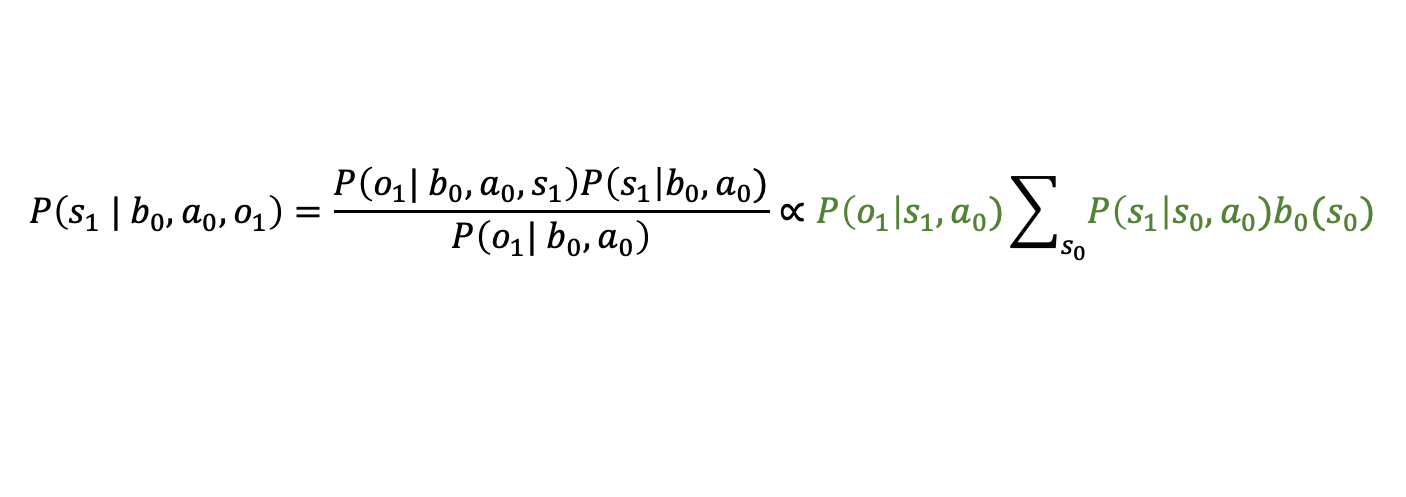 P(s₁ | b₀, a₀, o₁) = P(o₁| b₀, a₀, s₁)P(s₁|b₀, a₀) / P(o₁| b₀, a₀) ∝ P(o₁|s₁, a₀) ∑_{s₀} P(s₁|s₀, a₀)b₀(s₀)